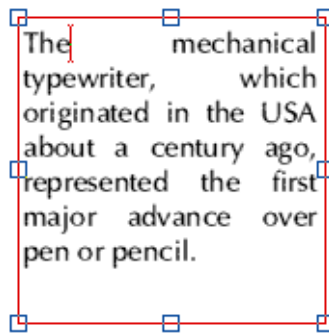 The mechanical
typewriter, which
originated in the USA
about a century ago,
represented the first
major advance over
pen or pencil.